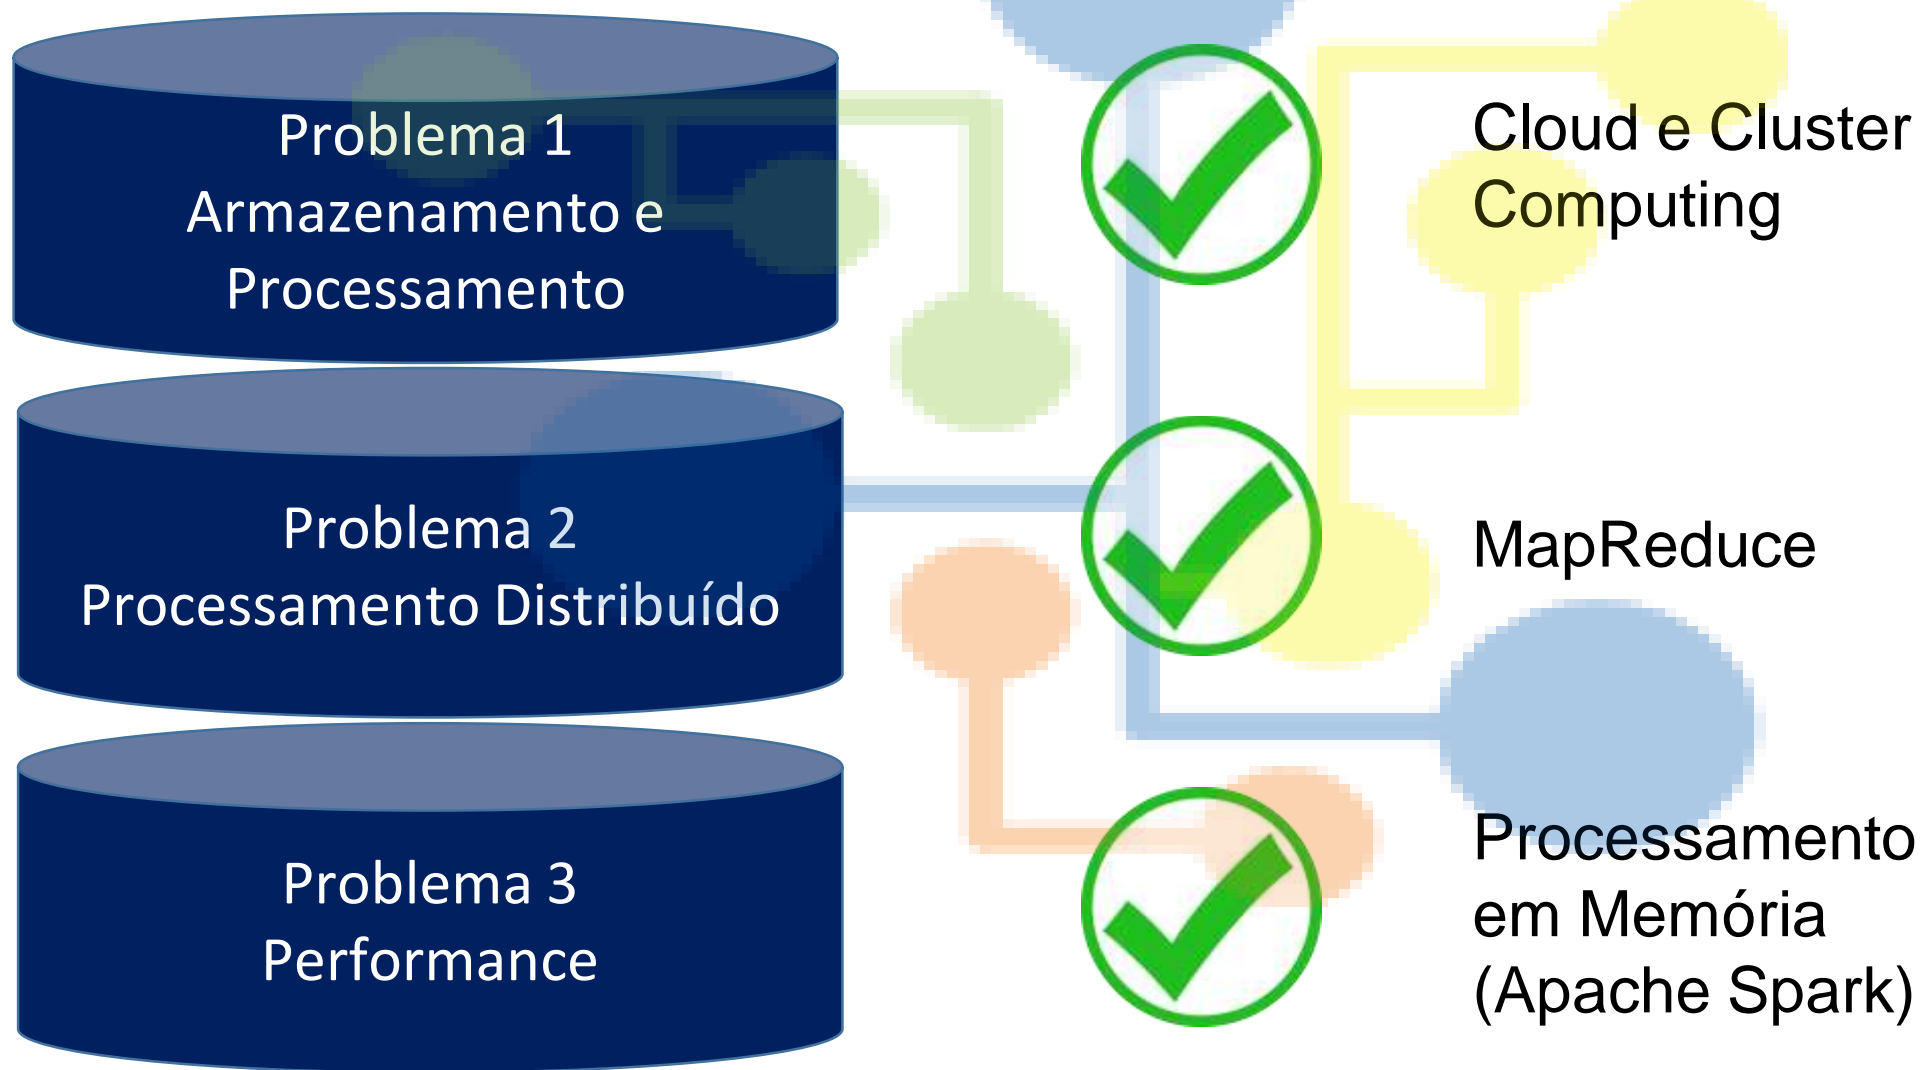 Problema 1
Armazenamento e
Processamento
Cloud e Cluster
Computing
Problema 2
Processamento Distribuído
MapReduce
Problema 3
Performance
Processamento
em Memória
(Apache Spark)